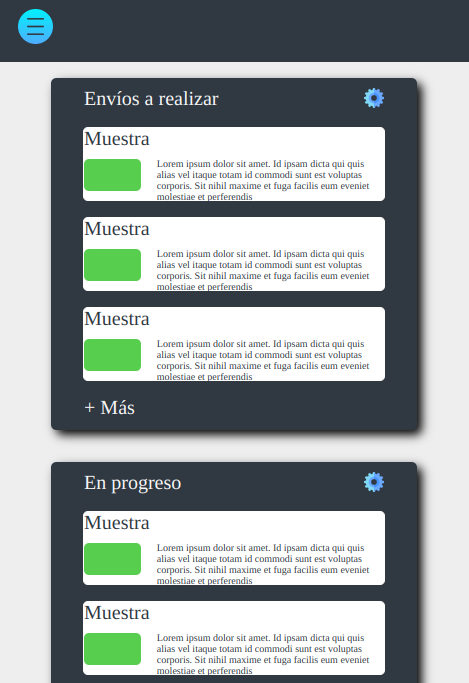 Envíos a realizar
Muestra
Lorem ipsum dolor sit amet. Id ipsam dicta qui quis
alias vel itaque totam id commodi sunt est voluptas
corporis. Sit nihil maxime et fuga facilis eum eveniet
molestiae et perferendis
Muestra
Lorem ipsum dolor sit amet. Id ipsam dicta qui quis
alias vel itaque totam id commodi sunt est voluptas
corporis. Sit nihil maxime et fuga facilis eum eveniet
molestiae et perferendis
Muestra
Lorem ipsum dolor sit amet. Id ipsam dicta qui quis
alias vel itaque totam id commodi sunt est voluptas
corporis. Sit nihil maxime et fuga facilis eum eveniet
molestiae et perferendis
+ Más
En progreso
Muestra
Lorem ipsum dolor sit amet. Id ipsam dicta qui quis
alias vel itaque totam id commodi sunt est voluptas
corporis. Sit nihil maxime et fuga facilis eum eveniet
molestiae et perferendis
Muestra
Lorem ipsum dolor sit amet. Id ipsam dicta qui quis
alias vel itaque totam id commodi sunt est voluptas
corporis. Sit nihil maxime et fuga facilis eum eveniet
molestiae et perferendis